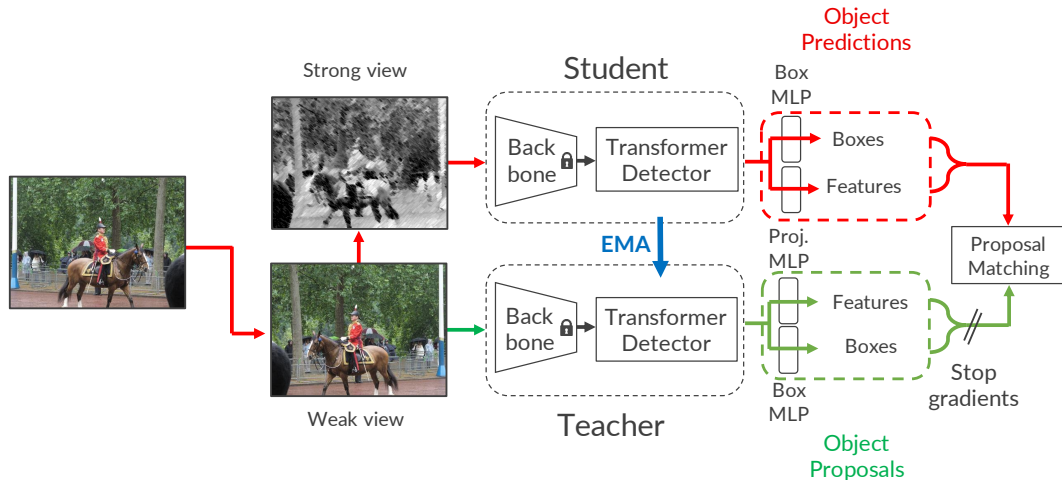 Object
Predictions
Strong view
Student
Box
MLP
Back
bone
Transformer
Detector
Boxes
Features
EMA
Proj.
MLP
Proposal
Matching
Back
bone
Transformer
Detector
Features
Boxes
Box
MLP
Stop
gradients
Weak view
Teacher
Object
Proposals